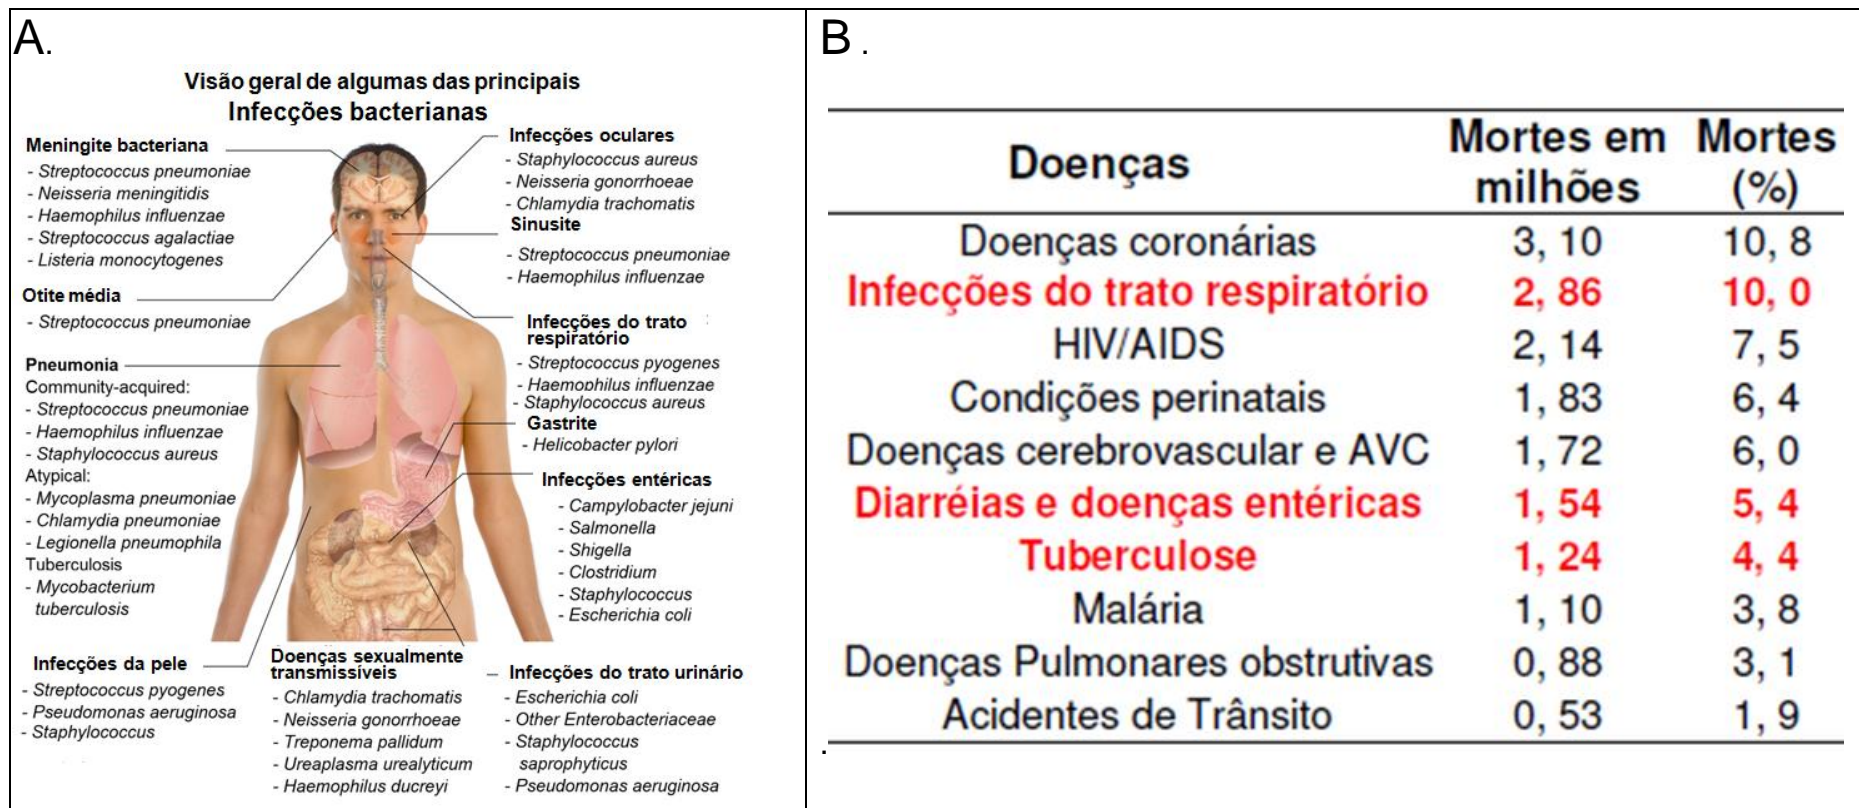 A.
Visão geral de algumas das principais
Infecções bacterianas
Meningite bacteriana
- Streptococcus pneumoniae
- Neisseria meningitidis
- Haemophilus influenzae
- Streptococcus agalactiae
- Listeria monocytogenes
Otite média
- Streptococcus pneumoniae
Pneumonia
Community-acquired:
- Streptococcus pneumoniae
- Haemophilus influenzae
- Staphylococcus aureus
Atypical:
- Mycoplasma pneumoniae
- Chlamydia pneumoniae
- Legionella pneumophila
Tuberculosis
- Mycobacterium
tuberculosis
Infecções da pele
- Streptococcus pyogenes
- Pseudomonas aeruginosa
- Staphylococcus
Infecções oculares
- Staphylococcus aureus
- Neisseria gonorrhoeae
- Chlamydia trachomatis
Sinusite
- Streptococcus pneumoniae
- Haemophilus influenzae
Infecções do trato
respiratório
- Streptococcus pyogenes
- Haemophilus influenzae
- Staphylococcus aureus
Gastrite
- Helicobacter pylori
Infecções entéricas
- Campylobacter jejuni
- Salmonella
- Shigella
- Clostridium
- Staphylococcus
- Escherichia coli
Doenças sexualmente
transmissíveis
- Chlamydia trachomatis
- Neisseria gonorrhoeae
- Treponema pallidum
- Ureaplasma urealyticum
- Haemophilus ducreyi
Infecções do trato urinário
- Escherichia coli
- Other Enterobacteriaceae
- Staphylococcus
saprophyticus
- Pseudomonas aeruginosa
B .
Doenças Mortes em milhões Mortes (%)
Doenças coronárias 3, 10 10, 8
Infecções do trato respiratório 2, 86 10, 0
HIV/AIDS 2, 14 7, 5
Condições perinatais 1, 83 6, 4
Doenças cerebrovascular e AVC 1, 72 6, 0
Diarréias e doenças entéricas 1, 54 5, 4
Tuberculose 1, 24 4, 4
Malária 1, 10 3, 8
Doenças Pulmonares obstrutivas 0, 88 3, 1
Acidentes de Trânsito 0, 53 1, 9
.